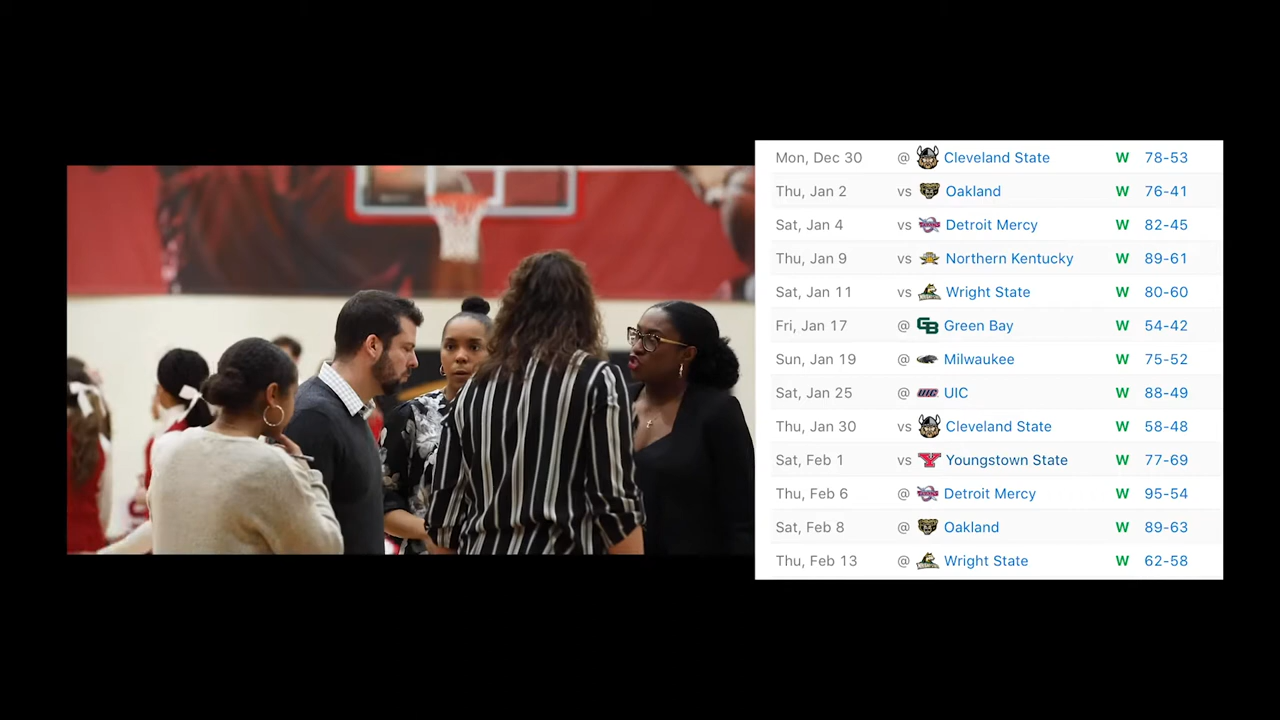 Mon, Dec 30 @ Cleveland State W 78-53
Thu, Jan 2 vs Oakland W 76-41
Sat, Jan 4 vs Detroit Mercy W 82-45
Thu, Jan 9 vs Northern Kentucky W 89-61
Sat, Jan 11 vs Wright State W 80-60
Fri, Jan 17 @ GB Green Bay W 54-42
Sun, Jan 19 @ Milwaukee W 75-52
Sat, Jan 25 @ UIC UIC W 88-49
Thu, Jan 30 vs Cleveland State W 58-48
Sat, Feb 1 vs Y Youngstown State W 77-69
Thu, Feb 6 @ Detroit Mercy W 95-54
Sat, Feb 8 @ Oakland W 89-63
Thu, Feb 13 @ Wright State W 62-58